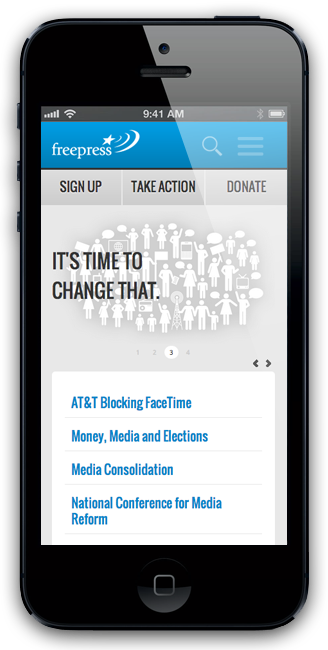 9:41 AM
freepress
SIGN UP
TAKE ACTION
DONATE
IT'S TIME TO
CHANGE THAT.
1 2 3 4
AT&T Blocking FaceTime
Money, Media and Elections
Media Consolidation
National Conference for Media
Reform